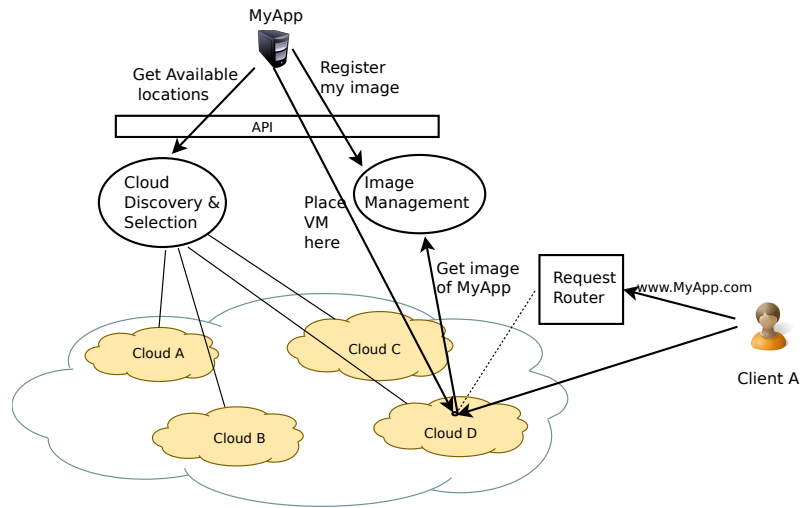 MyApp
Get Available
locations
Register
my image
API
Cloud
Discovery &
Selection
Image
Management
Place
VM
here
Get image
of MyApp
Request
Router
www.MyApp.com
Client A
Cloud A
Cloud C
Cloud B
Cloud D